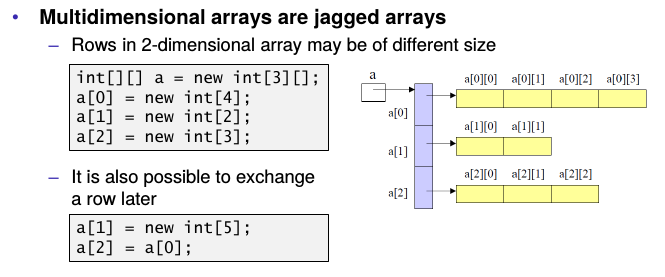 • Multidimensional arrays are jagged arrays
– Rows in 2-dimensional array may be of different size
int[][] a = new int[3][];
a[0] = new int[4];
a[1] = new int[2];
a[2] = new int[3];
a
a[0]
a[1]
a[2]
a[0][0] a[0][1] a[0][2] a[0][3]
a[1][0] a[1][1]
a[2][0] a[2][1] a[2][2]
– It is also possible to exchange
a row later
a[1] = new int[5];
a[2] = a[0];